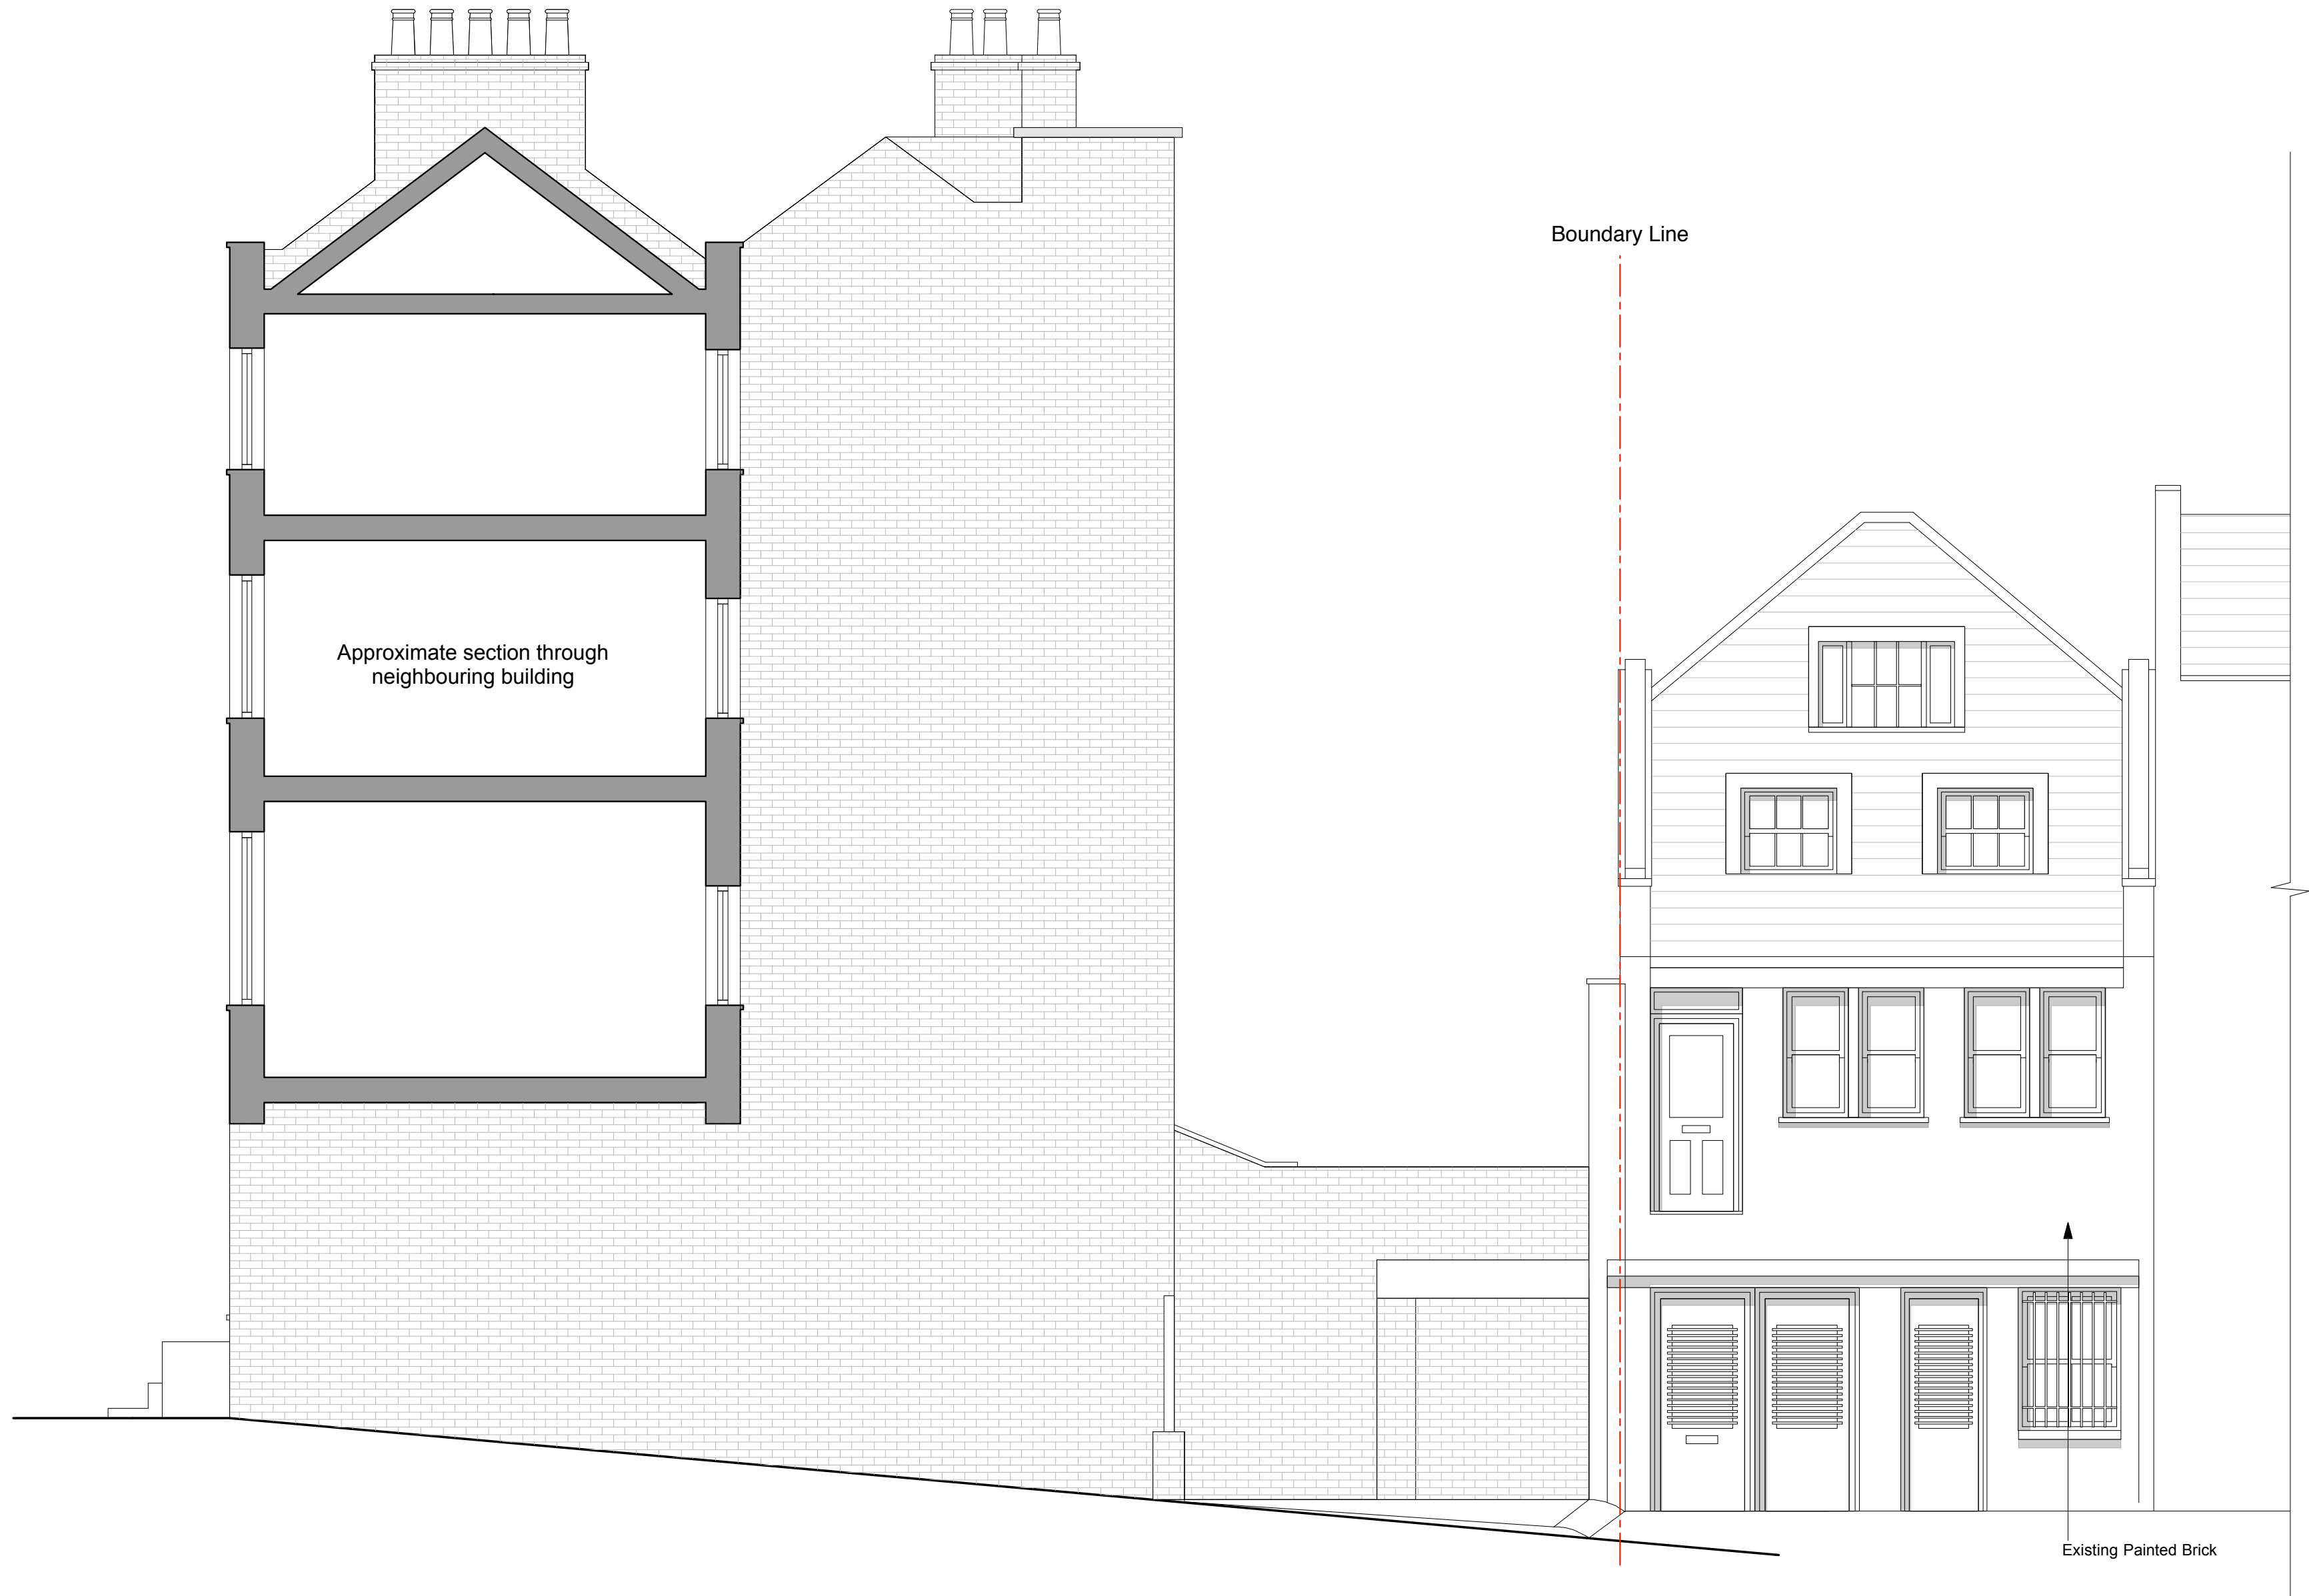 Boundary Line
Approximate section through
neighbouring building
Existing Painted Brick